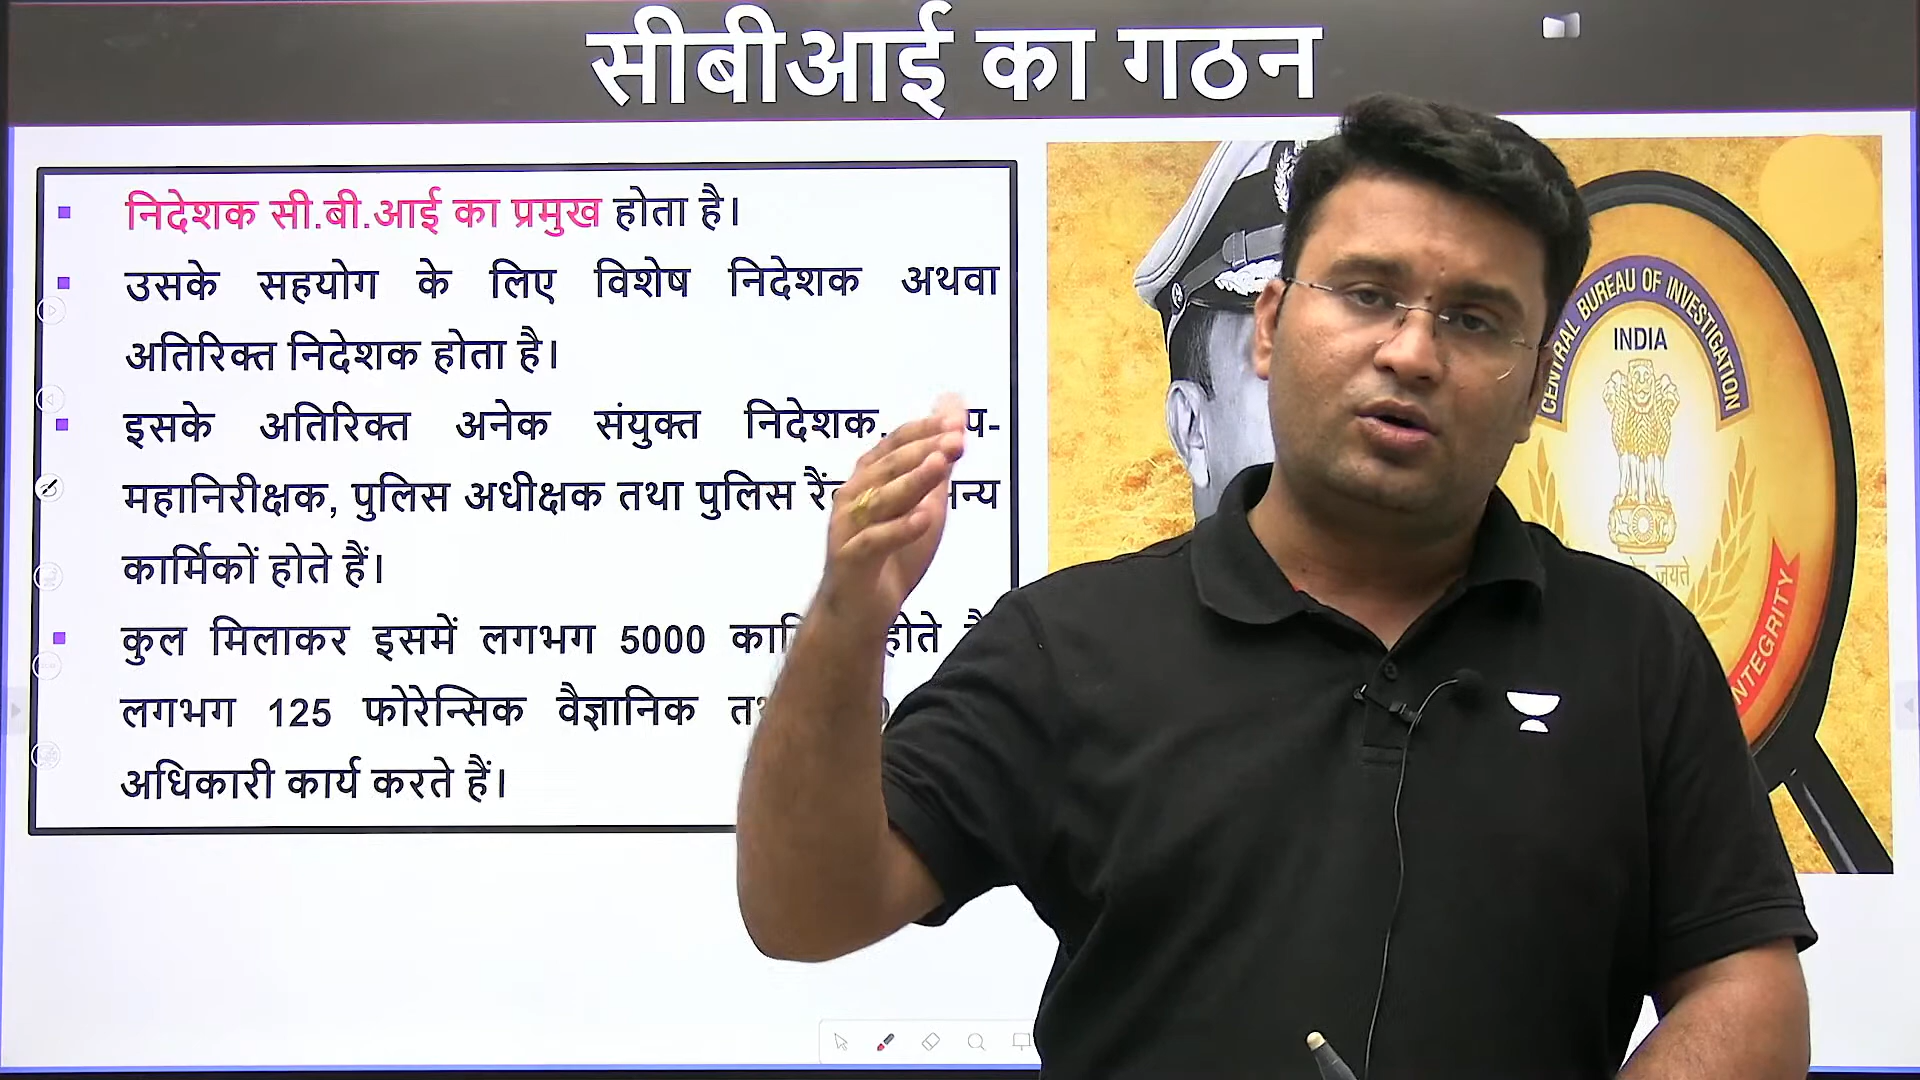 सीबीआई का गठन
निदेशक सी.बी.आई का प्रमुख होता है।
उसके सहयोग के लिए विशेष निदेशक अथवा
अतिरिक्त निदेशक होता है।
इसके अतिरिक्त अनेक संयुक्त निदेशक,
महानिरीक्षक, पुलिस अधीक्षक तथा पुलिस
कार्मिकों होते हैं।
कुल मिलाकर इसमें लगभग 5000 होते
लगभग 125 फोरेन्सिक वैज्ञानिक
अधिकारी कार्य करते हैं।
CENTRAL BUREAU OF INVESTIGATION
INDIA
जयते